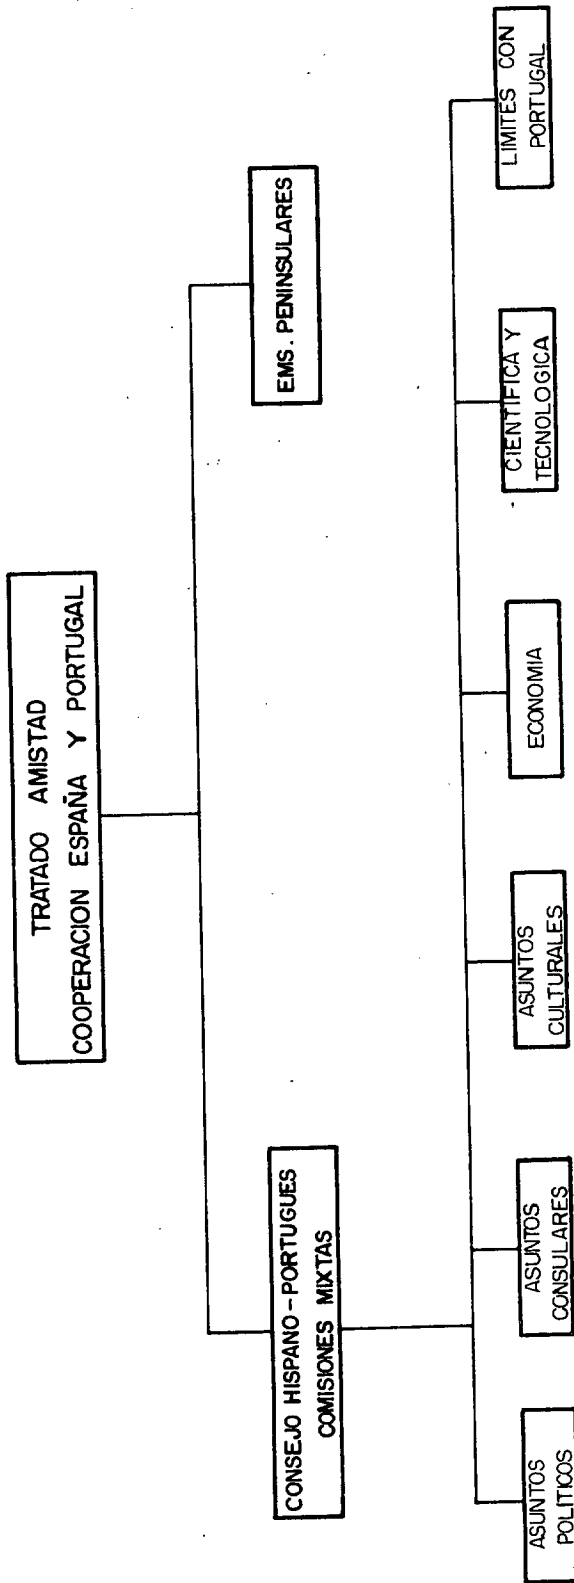 TRATADO AMISTAD
COOPERACION ESPAÑA Y PORTUGAL
CONSEJO HISPANO-PORTUGUES
COMISIONES MIXTAS
EMS. PENINSULARES
ASUNTOS
POLITICOS
ASUNTOS
CONSULARES
ASUNTOS
CULTURALES
ECONOMIA
CIENTIFICA Y
TECNOLOGICA
LIMITES CON
PORTUGAL